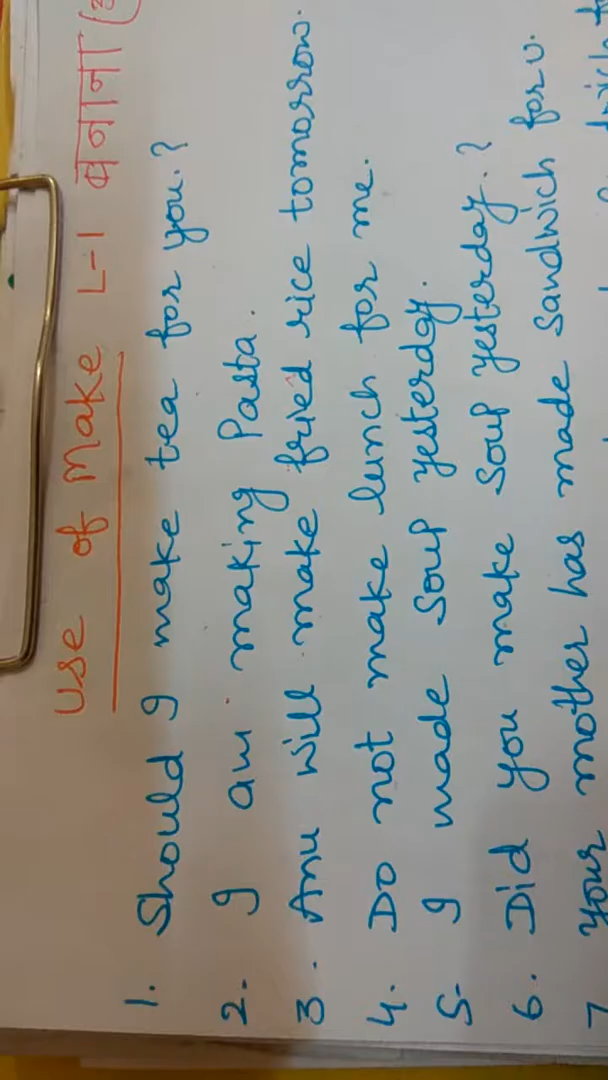 Use of Make L-1 बनाना
1. Should I make tea for you.?
2. I am making Pasta.
3. Anu will make fried rice tomorrow.
4. Do not make lunch for me.
5. I made Soup yesterday.
6. Did you make Soup yesterday.?
7 Your mother has made sandwich for u.